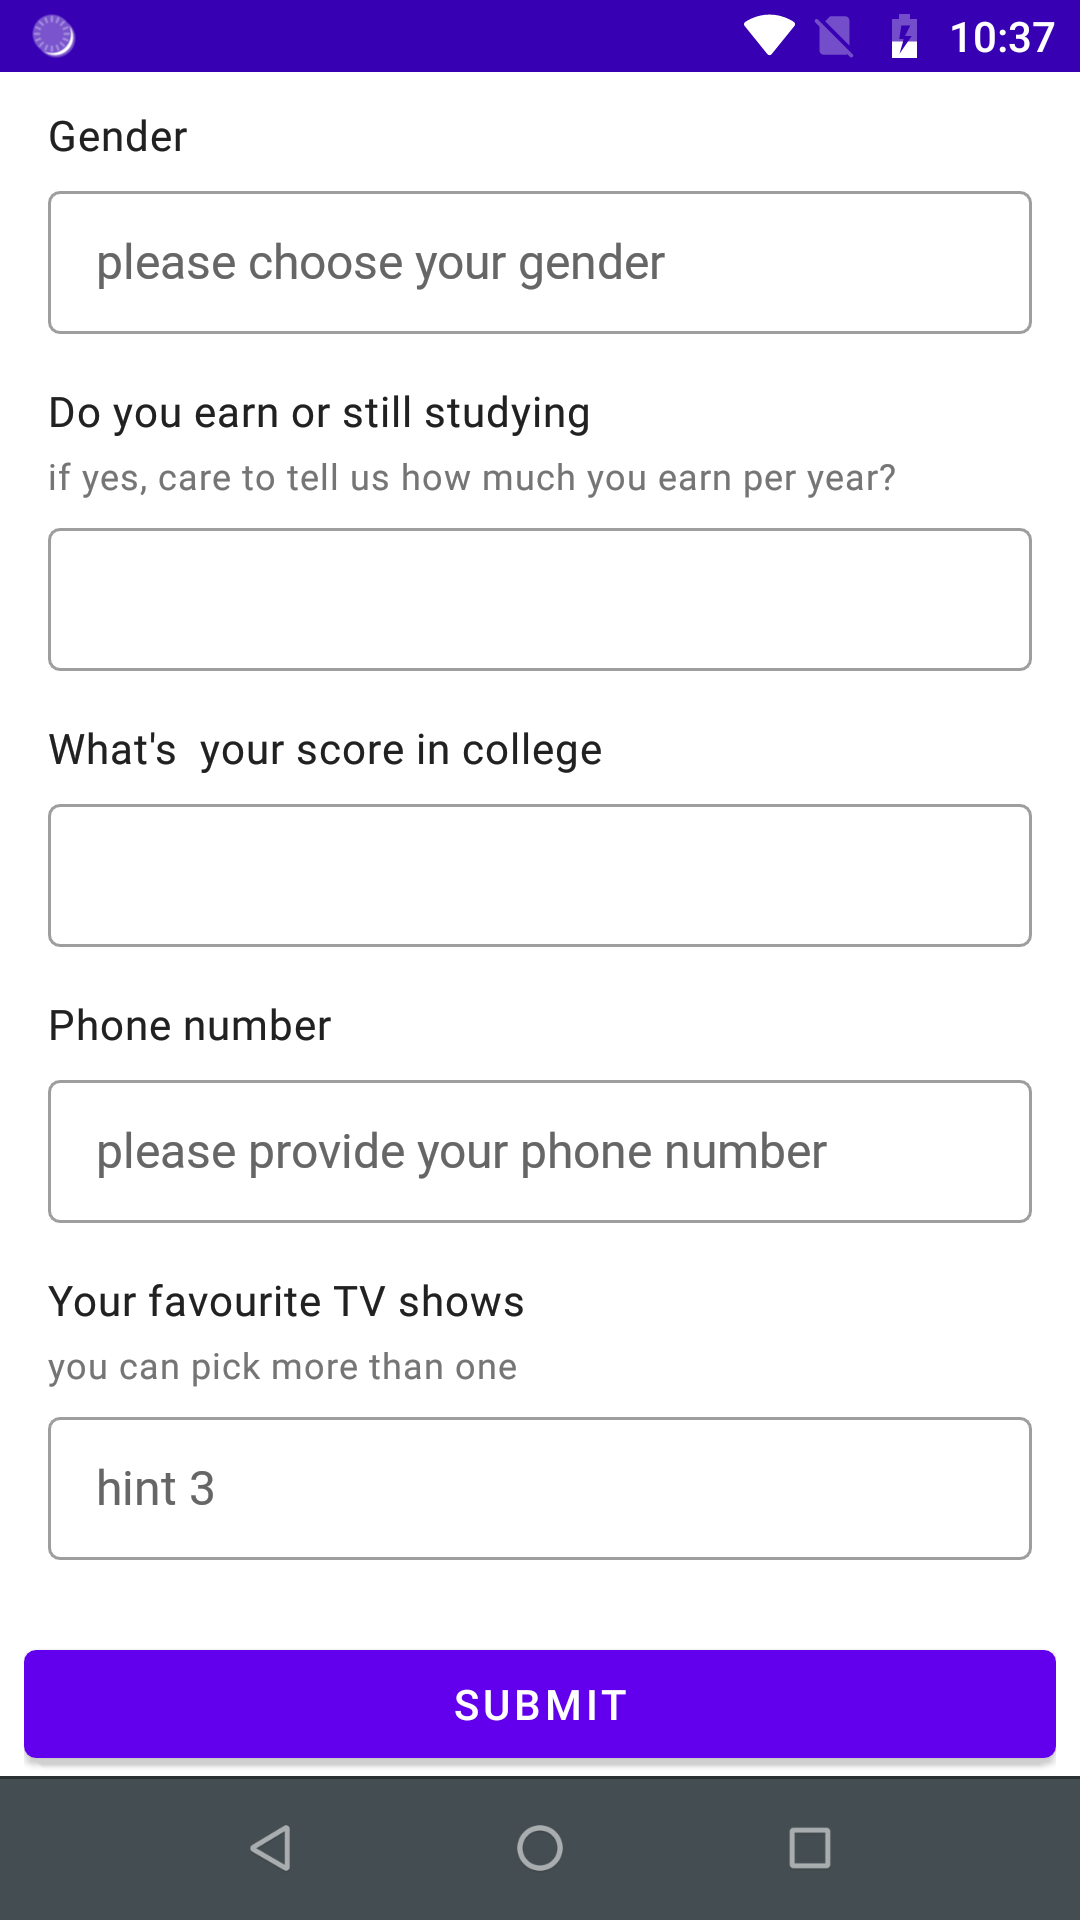 10:37
Gender
please choose your gender
Do you earn or still studying
if yes, care to tell us how much you earn per year?
What's  your score in college
Phone number
please provide your phone number
Your favourite TV shows
you can pick more than one
hint 3
SUBMIT